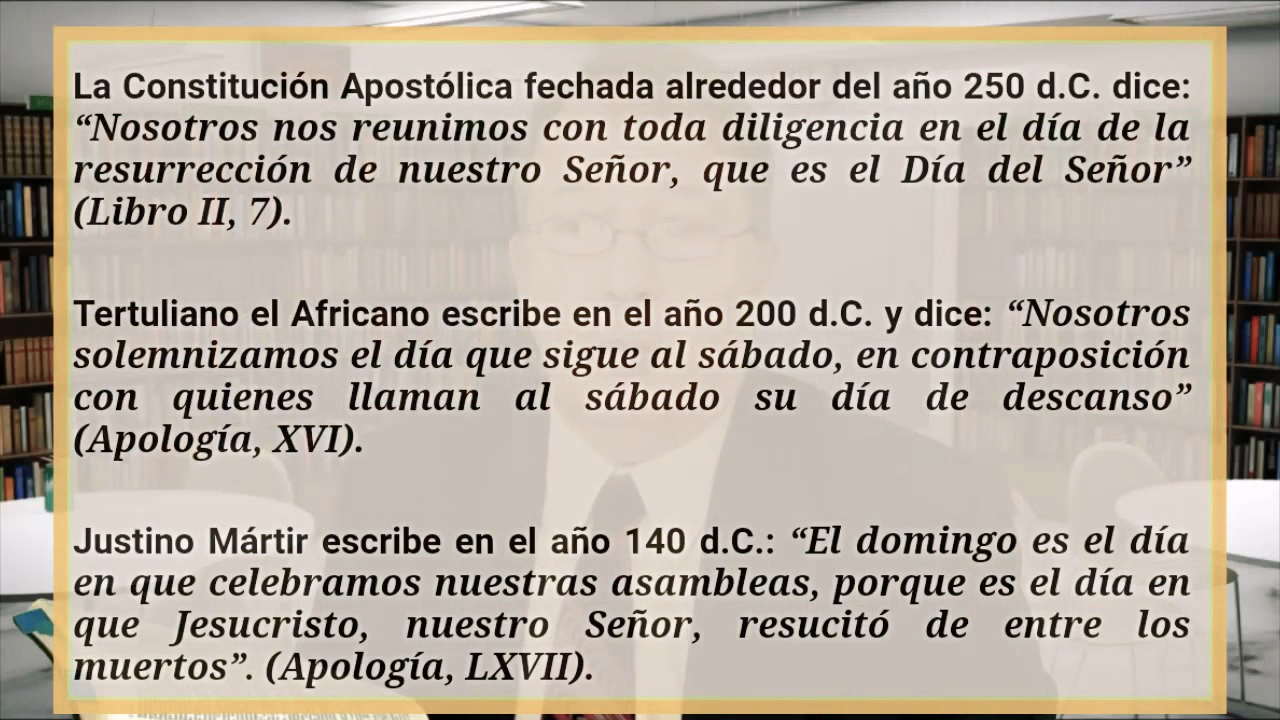 La Constitución Apostólica fechada alrededor del año 250 d.C. dice:
“Nosotros nos reunimos con toda diligencia en el día de la
resurrección de nuestro Señor, que es el Día del Señor”
(Libro II, 7).
Tertuliano el Africano escribe en el año 200 d.C. y dice: “Nosotros
solemnizamos el día que sigue al sábado, en contraposición
con quienes llaman al sábado su día de descanso”
(Apología, XVI).
Justino Mártir escribe en el año 140 d.C.: “El domingo es el día
en que celebramos nuestras asambleas, porque es el día en
que Jesucristo, nuestro Señor, resucitó de entre los
muertos”. (Apología, LXVII).